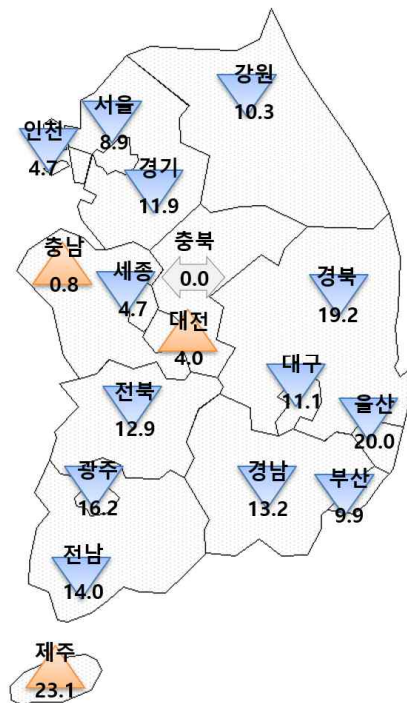 강원
10.3
서울
8.9
인천
4.7
경기
11.9
충북
0.0
충남
0.8
세종
4.7
경북
19.2
대전
4.0
대구
11.1
전북
12.9
울산
20.0
광주
16.2
경남
13.2
부산
9.9
전남
14.0
제주
23.1